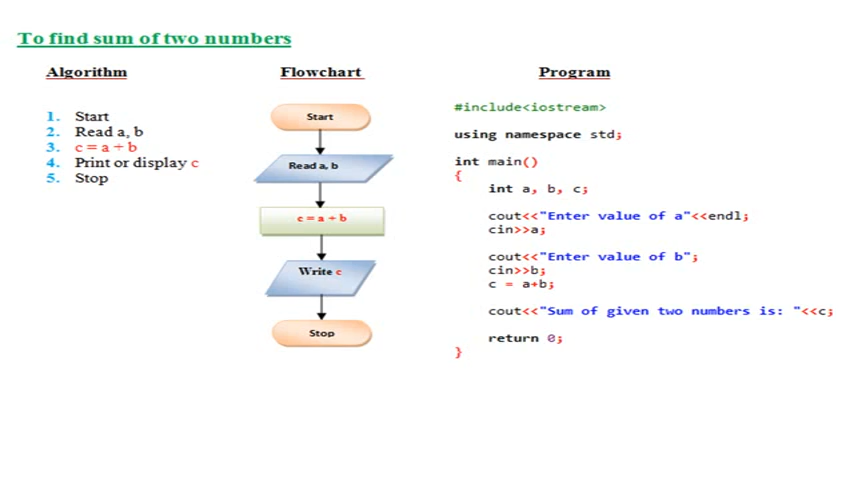 To find sum of two numbers
Algorithm
1. Start
2. Read a, b
3. c = a + b
4. Print or display c
5. Stop
Flowchart
Start
Read a, b
c = a + b
Write c
Stop
Program
#include<iostream>
using namespace std;
int main()
{
int a, b, c;
cout<<"Enter value of a"<<endl;
cin>>a;
cout<<"Enter value of b";
cin>>b;
c = a+b;
cout<<"Sum of given two numbers is: "<<c;
return 0;
}